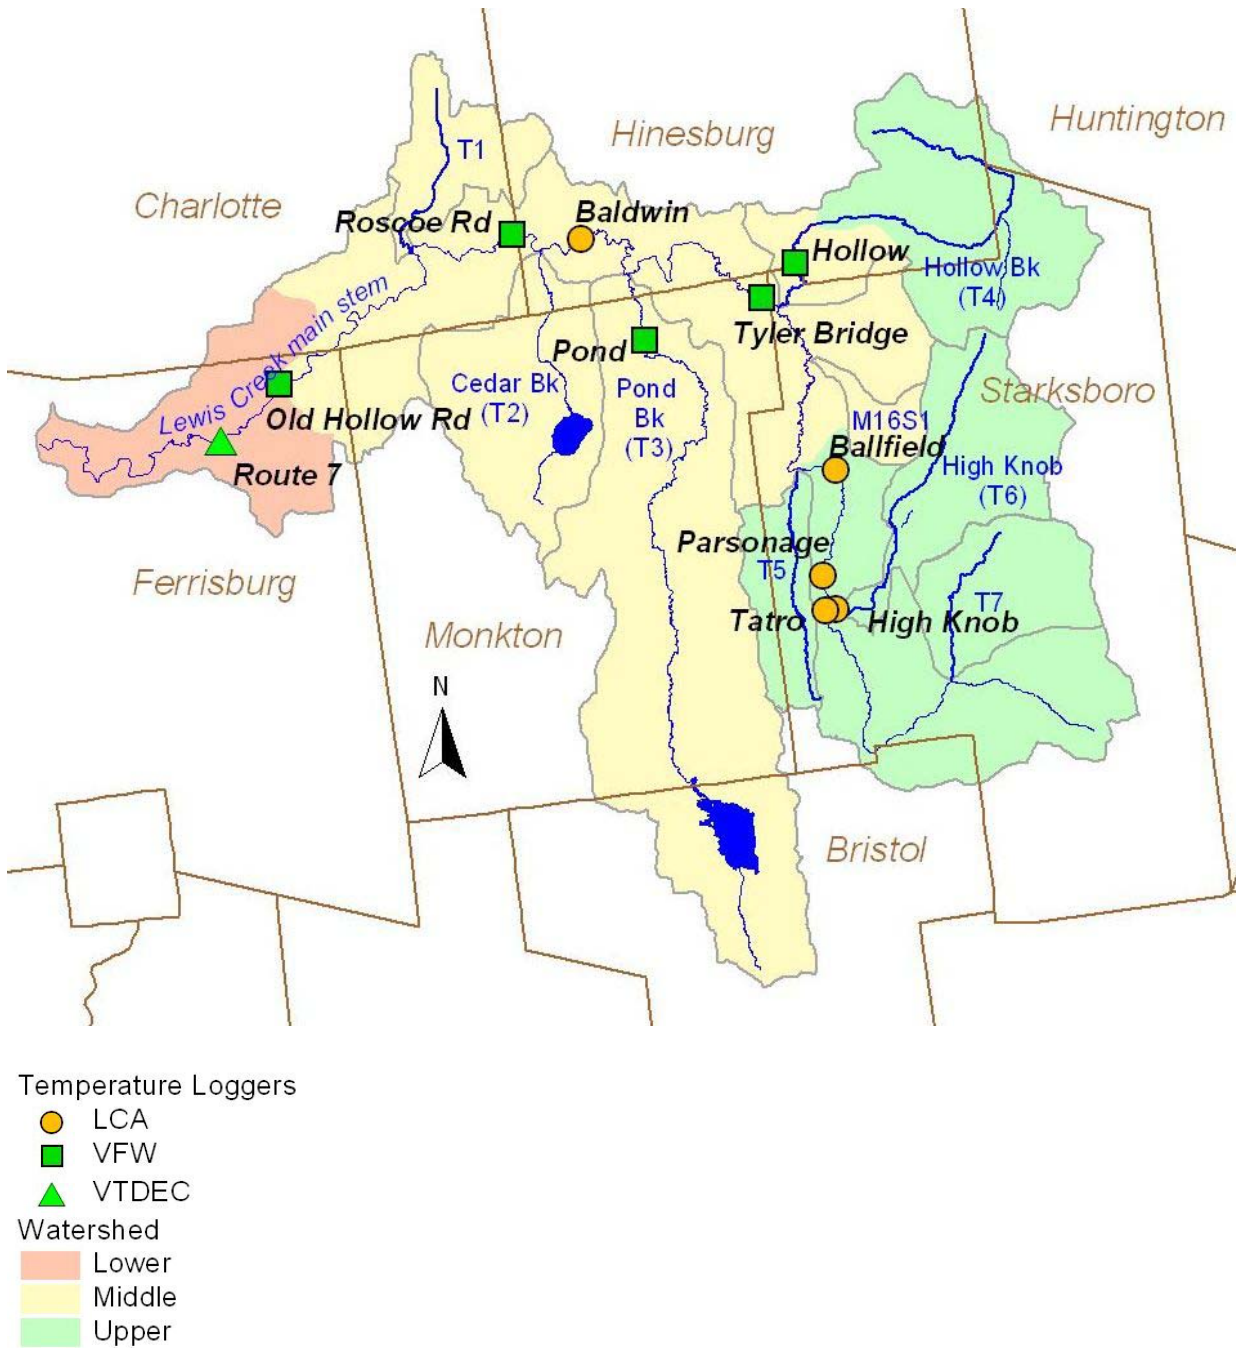 Hinesburg
Huntington
T1
Charlotte
Roscoe Rd
Baldwin
Hollow
Hollow Bk
(T4)
Lewis Creek main stem
Tyler Bridge
Pond
Cedar Bk
(T2)
Pond
Bk
(T3)
Starksboro
Old Hollow Rd
M16S1
Ballfield
High Knob
(T6)
Route 7
Parsonage
T5
Ferrisburg
T7
Tatro
High Knob
Monkton
N
Bristol
Temperature Loggers
LCA
VFW
VTDEC
Watershed
Lower
Middle
Upper